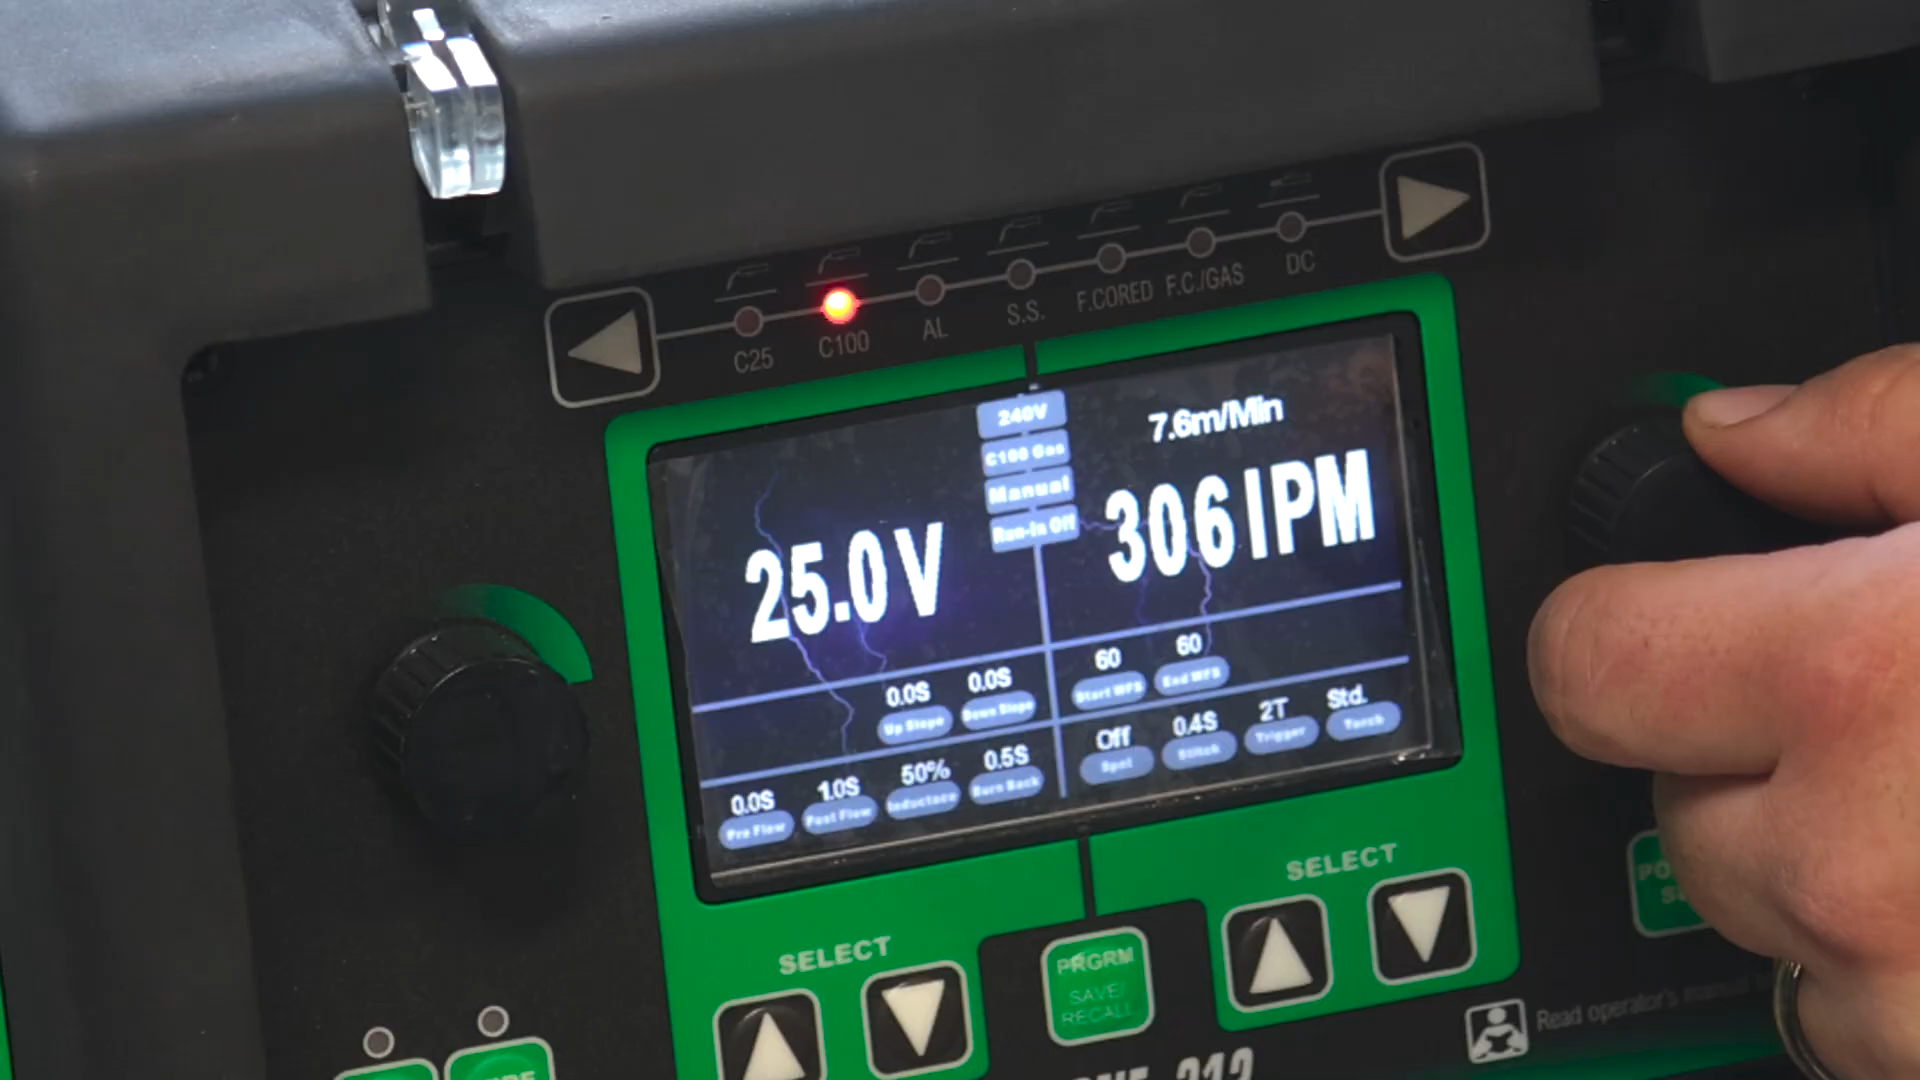 C25
C100
AL
S.S.
F.CORED
F.C./GAS
DC
240V
C100 Gas
Manual
Run-In Off
7.6m/Min
25.0V
306IPM
0.0S
Up Slope
0.0S
Down Slope
60
Start WFS
60
End WFS
0.0S
Pre Flow
1.0S
Post Flow
50%
Inductace
0.5S
Burn Back
Off
Spot
0.4S
Stitch
2T
Trigger
Std.
Torch
SELECT
SELECT
PRGRM
SAVE/
RECALL
Read operator's manual